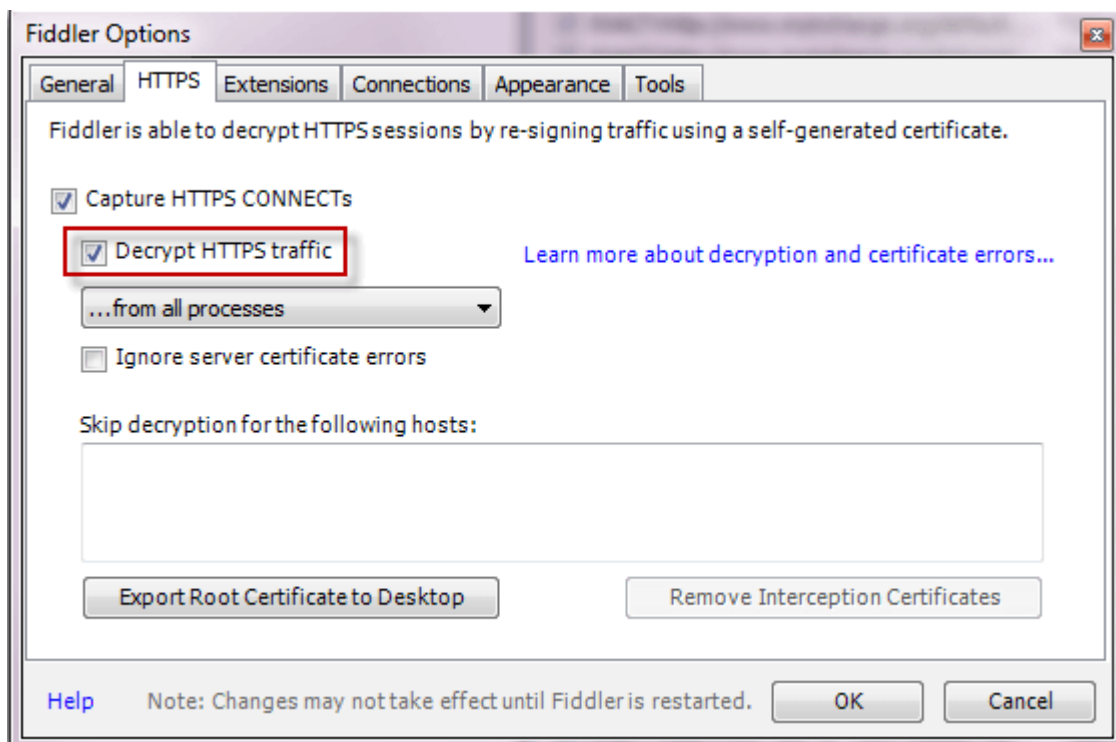 Fiddler Options
General HTTPS Extensions Connections Appearance Tools
Fiddler is able to decrypt HTTPS sessions by re-signing traffic using a self-generated certificate.
Capture HTTPS CONNECTs
Decrypt HTTPS traffic Learn more about decryption and certificate errors...
...from all processes
Ignore server certificate errors
Skip decryption for the following hosts:
Export Root Certificate to Desktop Remove Interception Certificates
Help Note: Changes may not take effect until Fiddler is restarted. OK Cancel